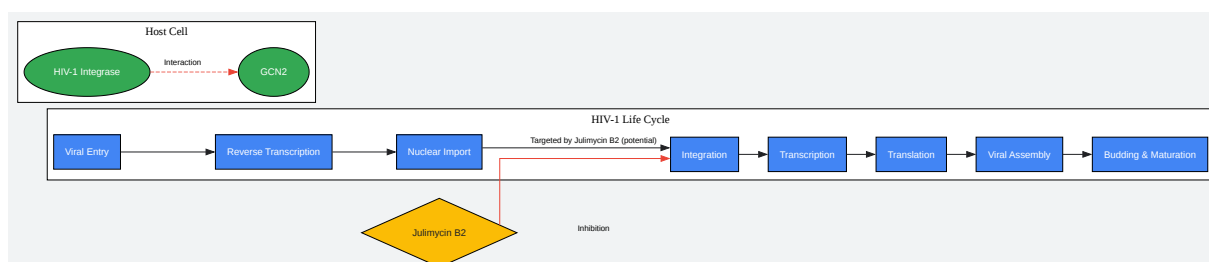 Host Cell
HIV-1 Integrase
Interaction
GCN2
HIV-1 Life Cycle
Viral Entry
Reverse Transcription
Nuclear Import
Targeted by Julimycin B2 (potential)
Integration
Transcription
Translation
Viral Assembly
Budding & Maturation
Julimycin B2
Inhibition